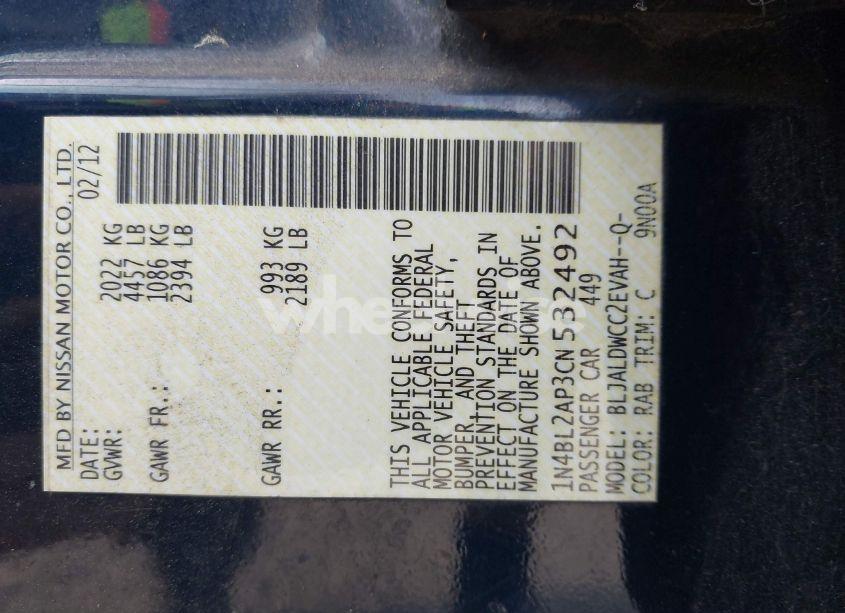 MFD BY NISSAN MOTOR CO., LTD.
DATE: 02/12
GVWR: 2022 KG
4457 LB
GAWR FR.: 1086 KG
2394 LB
GAWR RR.: 993 KG
2189 LB
THIS VEHICLE CONFORMS TO
ALL APPLICABLE FEDERAL
MOTOR VEHICLE SAFETY,
BUMPER, AND THEFT
PREVENTION STANDARDS IN
EFFECT ON THE DATE OF
MANUFACTURE SHOWN ABOVE.
1N4BL2AP3CN532492
PASSENGER CAR 449
MODEL: BLJALDWCC2EVAH--Q-
COLOR: RAB TRIM: C 9N00A